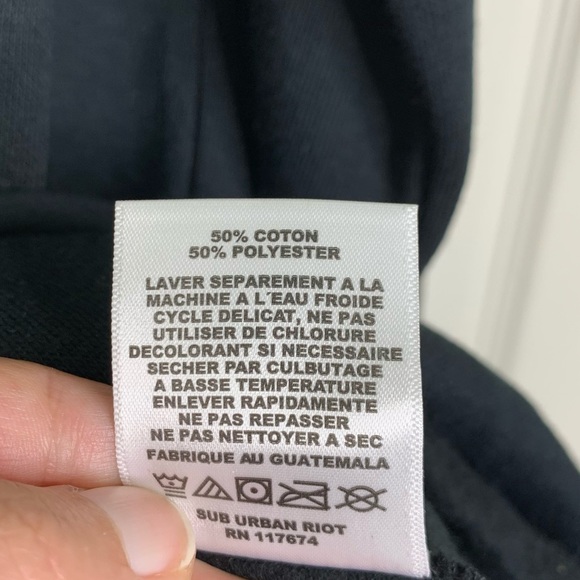 50% COTON
50% POLYESTER
LAVER SEPAREMENT A LA
MACHINE A L'EAU FROIDE
CYCLE DELICAT, NE PAS
UTILISER DE CHLORURE
DECOLORANT SI NECESSAIRE
SECHER PAR CULBUTAGE
A BASSE TEMPERATURE
ENLEVER RAPIDEMENTE
NE PAS REPASSER
NE PAS NETTOYER A SEC
FABRIQUE AU GUATEMALA
SUB URBAN RIOT
RN 117674